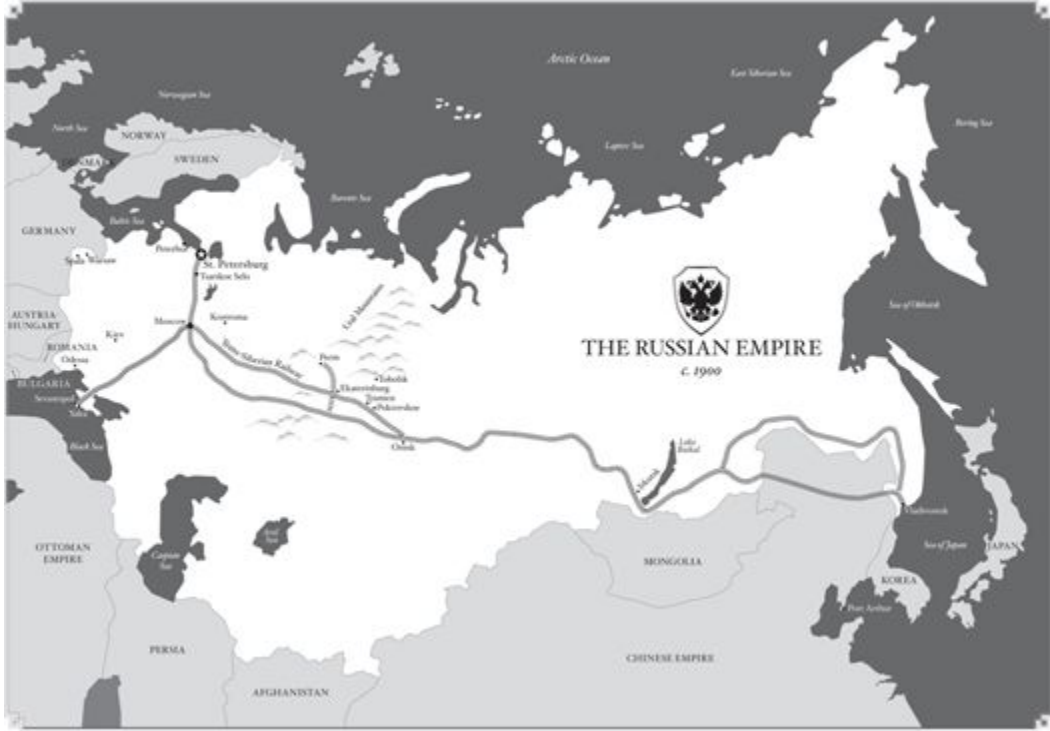 Arctic Ocean
East Siberian Sea
Norwegian Sea
Bering Sea
North Sea
NORWAY
Laptev Sea
DENMARK
SWEDEN
Barents Sea
Baltic Sea
GERMANY
Peterhof
St. Petersburg
Spala Warsaw
Tsarskoe Selo
Ural Mountains
Sea of Okhotsk
AUSTRIA
HUNGARY
Moscow
Kostroma
Kiev
THE RUSSIAN EMPIRE
ROMANIA
Trans-Siberian Railway
Perm
Odessa
c. 1900
Tobolsk
BULGARIA
Ekaterinburg
Tyumen
Sevastopol
Pokrovskoe
Yalta
Black Sea
Omsk
Lake
Baikal
Irkutsk
Vladivostok
Aral
Sea
OTTOMAN
EMPIRE
Caspian
Sea
Sea of Japan
JAPAN
MONGOLIA
KOREA
Port Arthur
PERSIA
CHINESE EMPIRE
AFGHANISTAN